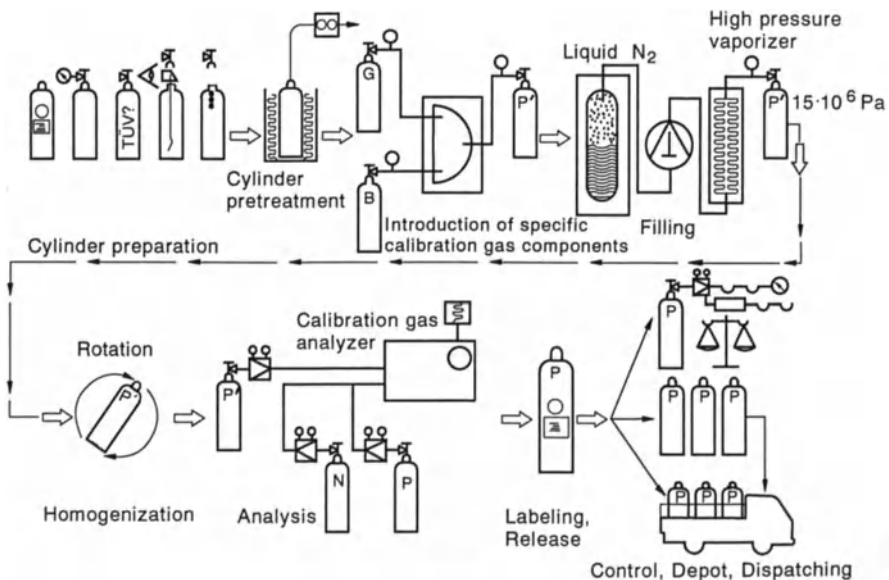 High pressure
vaporizer
Liquid N₂
G
P'
P'
15·10⁶ Pa
TÜV?
Cylinder
pretreatment
B
Introduction of specific
calibration gas components
Filling
Cylinder preparation
P
Rotation
P'
Calibration gas
analyzer
P'
N
P
P
P
P
P
P
P
P
Homogenization
Analysis
Labeling,
Release
Control, Depot, Dispatching